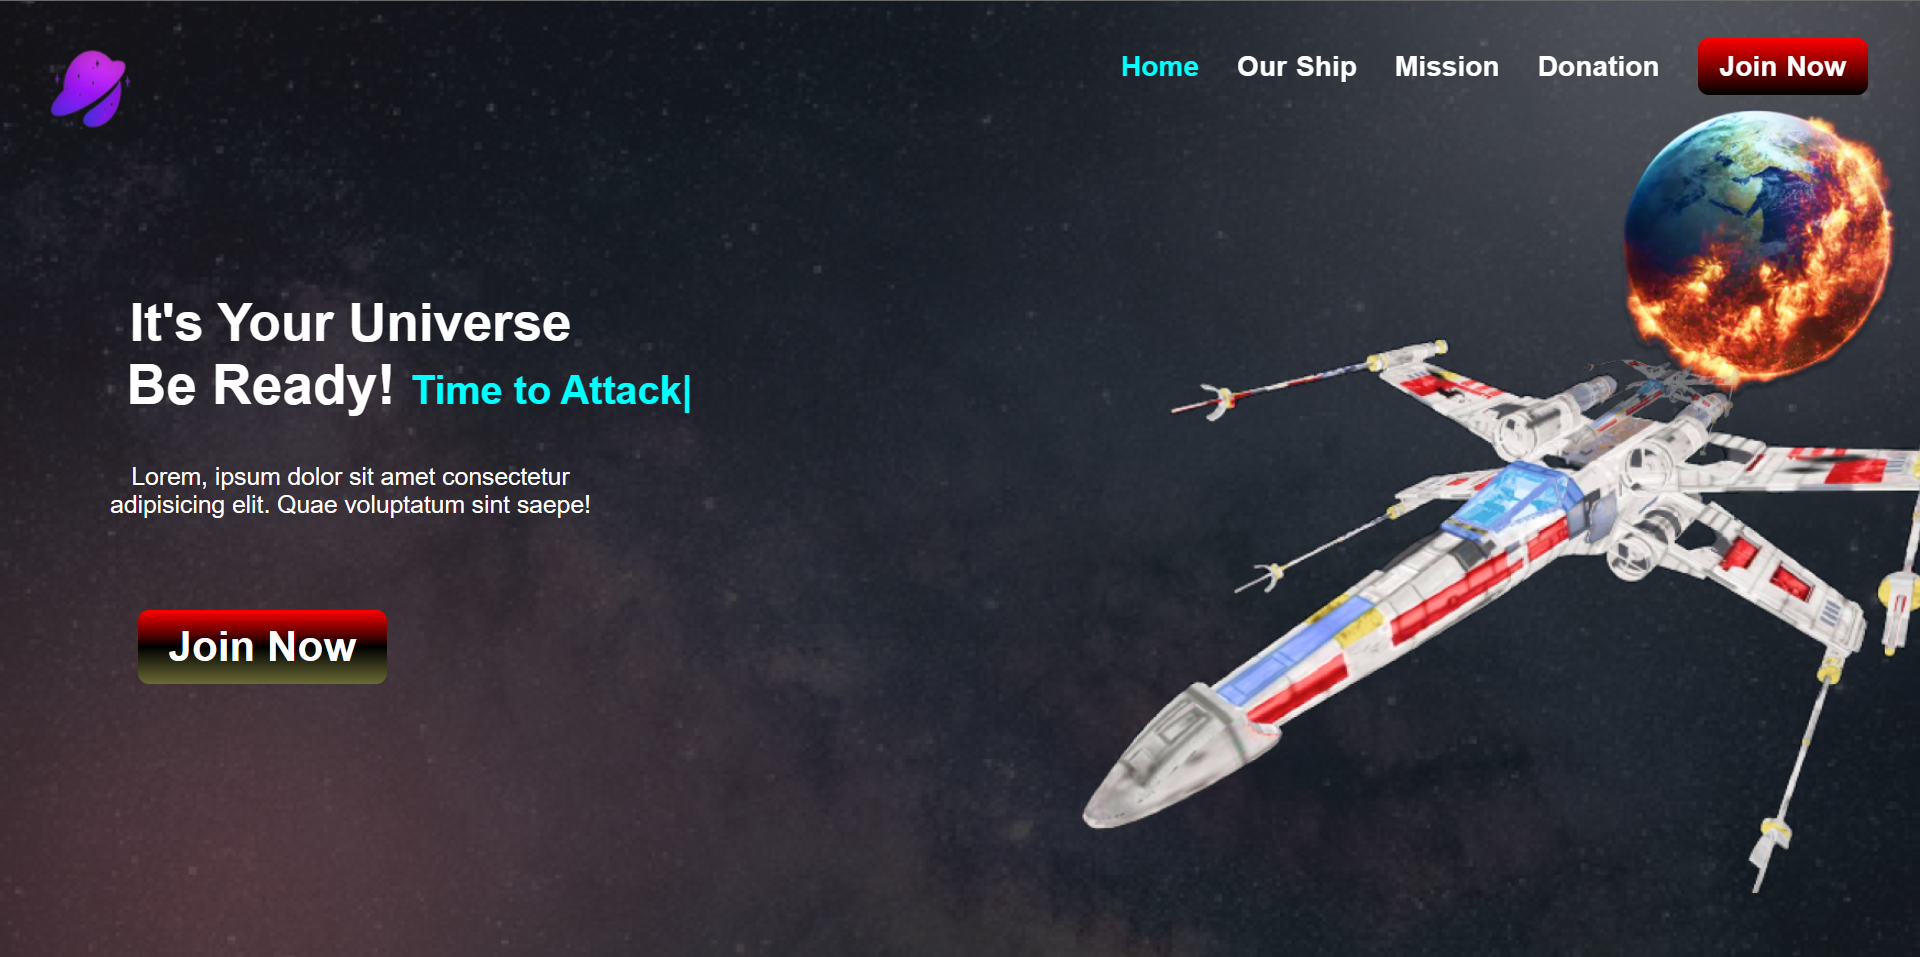 Home Our Ship Mission Donation Join Now
It's Your Universe
Be Ready! Time to Attack|
Lorem, ipsum dolor sit amet consectetur
adipisicing elit. Quae voluptatum sint saepe!
Join Now